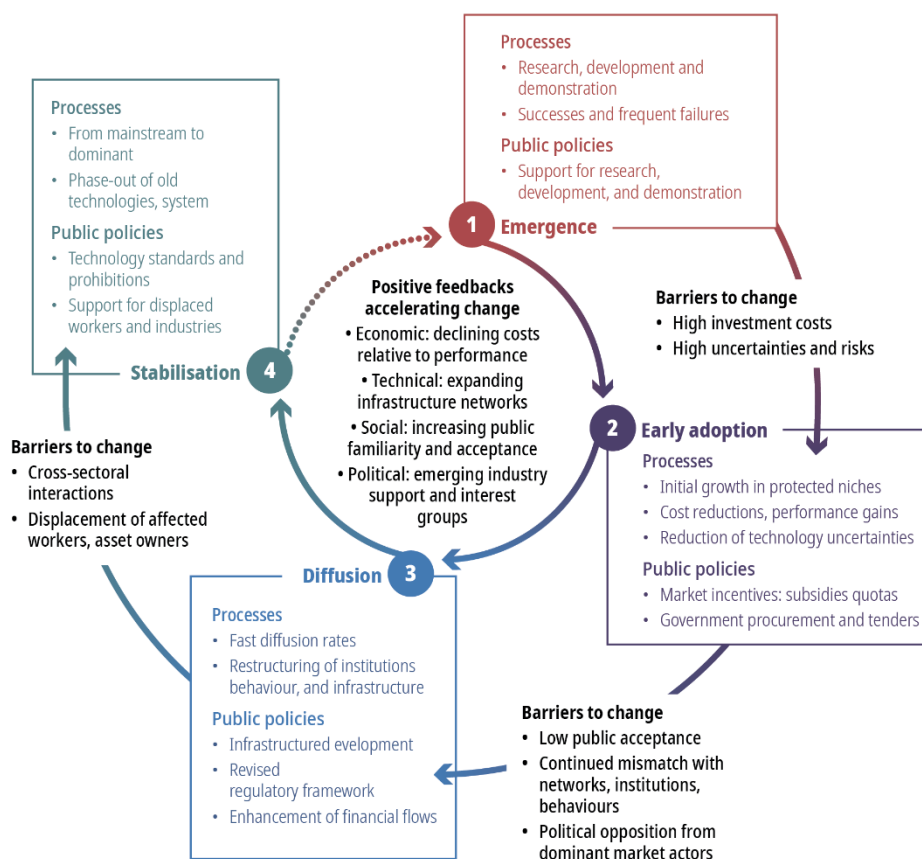 Processes
• Research, development and
demonstration
• Successes and frequent failures
Public policies
• Support for research,
development, and demonstration
1 Emergence
Barriers to change
• High investment costs
• High uncertainties and risks
2 Early adoption
Processes
• Initial growth in protected niches
• Cost reductions, performance gains
• Reduction of technology uncertainties
Public policies
• Market incentives: subsidies quotas
• Government procurement and tenders
Barriers to change
• Low public acceptance
• Continued mismatch with
networks, institutions,
behaviours
• Political opposition from
dominant market actors
Diffusion 3
Processes
• Fast diffusion rates
• Restructuring of institutions
behaviour, and infrastructure
Public policies
• Infrastructured evelopment
• Revised
regulatory framework
• Enhancement of financial flows
Barriers to change
• Cross-sectoral
interactions
• Displacement of affected
workers, asset owners
Processes
• From mainstream to
dominant
• Phase-out of old
technologies, system
Public policies
• Technology standards and
prohibitions
• Support for displaced
workers and industries
Stabilisation 4
Positive feedbacks
accelerating change
• Economic: declining costs
relative to performance
• Technical: expanding
infrastructure networks
• Social: increasing public
familiarity and acceptance
• Political: emerging industry
support and interest
groups